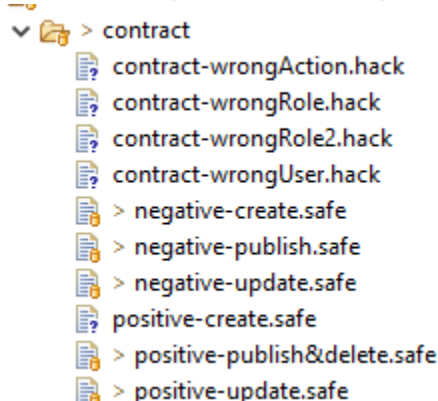 > contract
contract-wrongAction.hack
contract-wrongRole.hack
contract-wrongRole2.hack
contract-wrongUser.hack
> negative-create.safe
> negative-publish.safe
> negative-update.safe
positive-create.safe
> positive-publish&delete.safe
> positive-update.safe